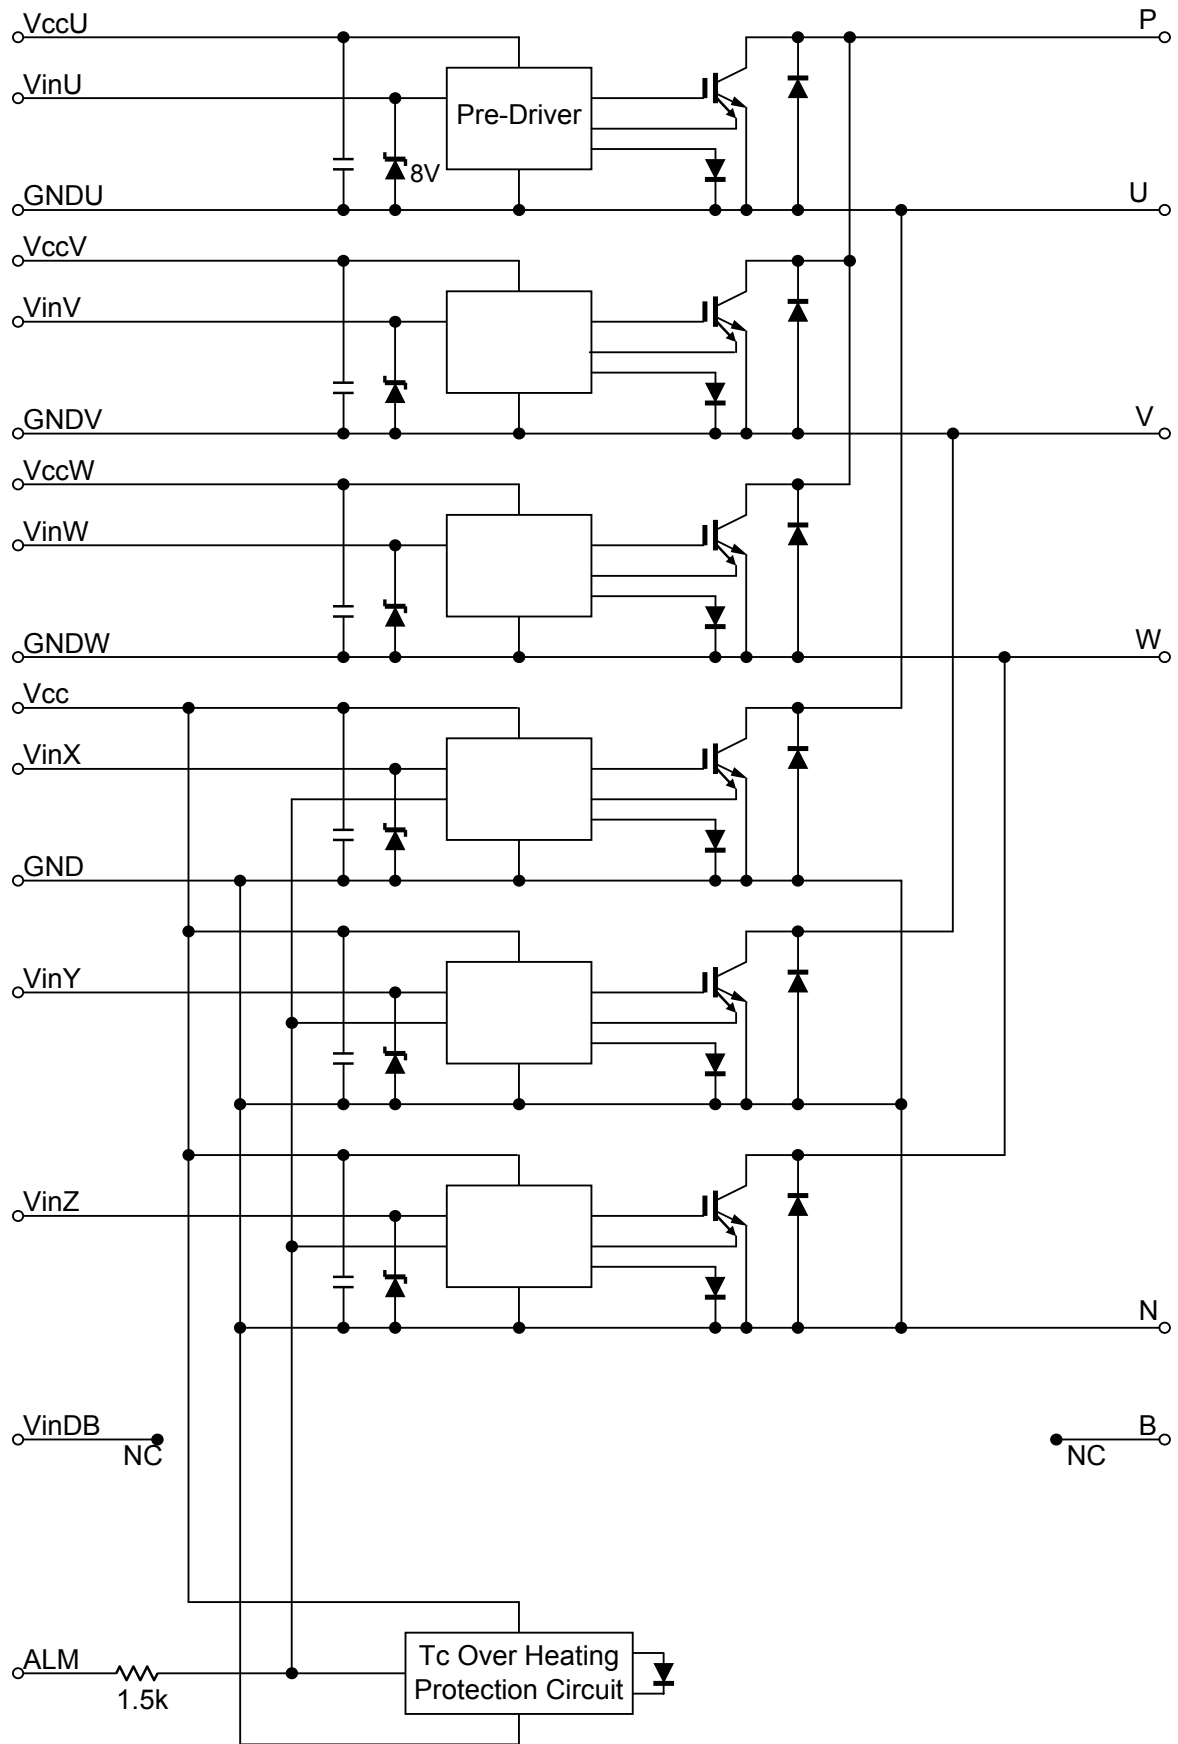 VccU
P
VinU
Pre-Driver
8V
GNDU
U
VccV
VinV
GNDV
V
VccW
VinW
GNDW
W
Vcc
VinX
GND
VinY
VinZ
N
VinDB
NC
B
NC
ALM
1.5k
Tc Over Heating
Protection Circuit